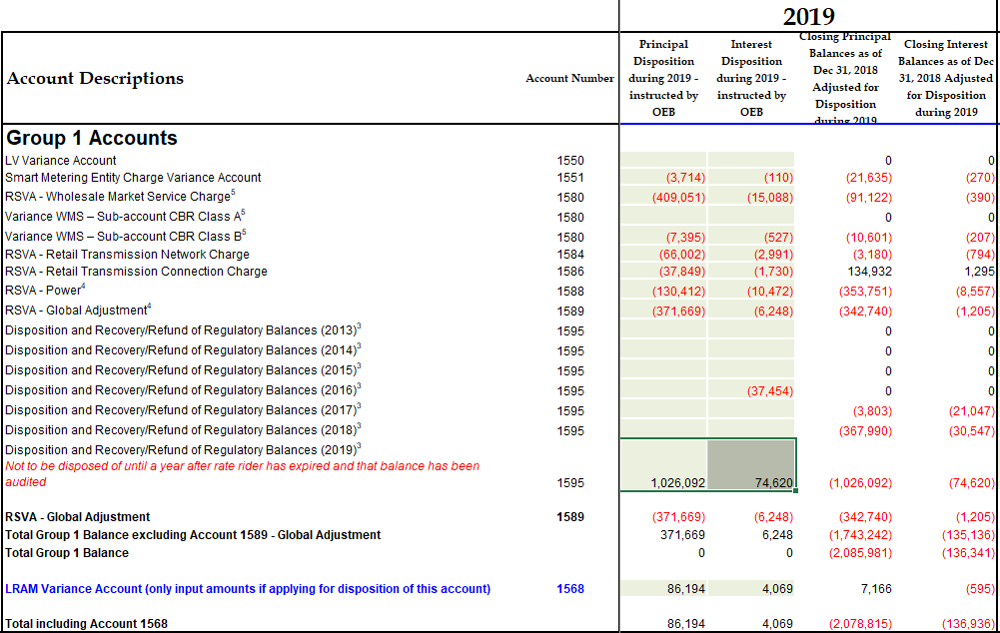 2019
Account Descriptions Account Number Principal Disposition during 2019 - instructed by OEB Interest Disposition during 2019 - instructed by OEB Closing Principal Balances as of Dec 31, 2018 Adjusted for Disposition during 2019 Closing Interest Balances as of Dec 31, 2018 Adjusted for Disposition during 2019
Group 1 Accounts
LV Variance Account 1550 0 0
Smart Metering Entity Charge Variance Account 1551 (3,714) (110) (21,635) (270)
RSVA - Wholesale Market Service Charge⁵ 1580 (409,051) (15,088) (91,122) (390)
Variance WMS – Sub-account CBR Class A⁵ 1580 0 0
Variance WMS – Sub-account CBR Class B⁵ 1580 (7,395) (527) (10,601) (207)
RSVA - Retail Transmission Network Charge 1584 (66,002) (2,991) (3,180) (794)
RSVA - Retail Transmission Connection Charge 1586 (37,849) (1,730) 134,932 1,295
RSVA - Power⁴ 1588 (130,412) (10,472) (353,751) (8,557)
RSVA - Global Adjustment⁴ 1589 (371,669) (6,248) (342,740) (1,205)
Disposition and Recovery/Refund of Regulatory Balances (2013)³ 1595 0 0
Disposition and Recovery/Refund of Regulatory Balances (2014)³ 1595 0 0
Disposition and Recovery/Refund of Regulatory Balances (2015)³ 1595 0 0
Disposition and Recovery/Refund of Regulatory Balances (2016)³ 1595 (37,454) 0 0
Disposition and Recovery/Refund of Regulatory Balances (2017)³ 1595 (3,803) (21,047)
Disposition and Recovery/Refund of Regulatory Balances (2018)³ 1595 (367,990) (30,547)
Disposition and Recovery/Refund of Regulatory Balances (2019)³
Not to be disposed of until a year after rate rider has expired and that balance has been
audited 1595 1,026,092 74,620 (1,026,092) (74,620)
RSVA - Global Adjustment 1589 (371,669) (6,248) (342,740) (1,205)
Total Group 1 Balance excluding Account 1589 - Global Adjustment 371,669 6,248 (1,743,242) (135,136)
Total Group 1 Balance 0 0 (2,085,981) (136,341)
LRAM Variance Account (only input amounts if applying for disposition of this account) 1568 86,194 4,069 7,166 (595)
Total including Account 1568 86,194 4,069 (2,078,815) (136,936)